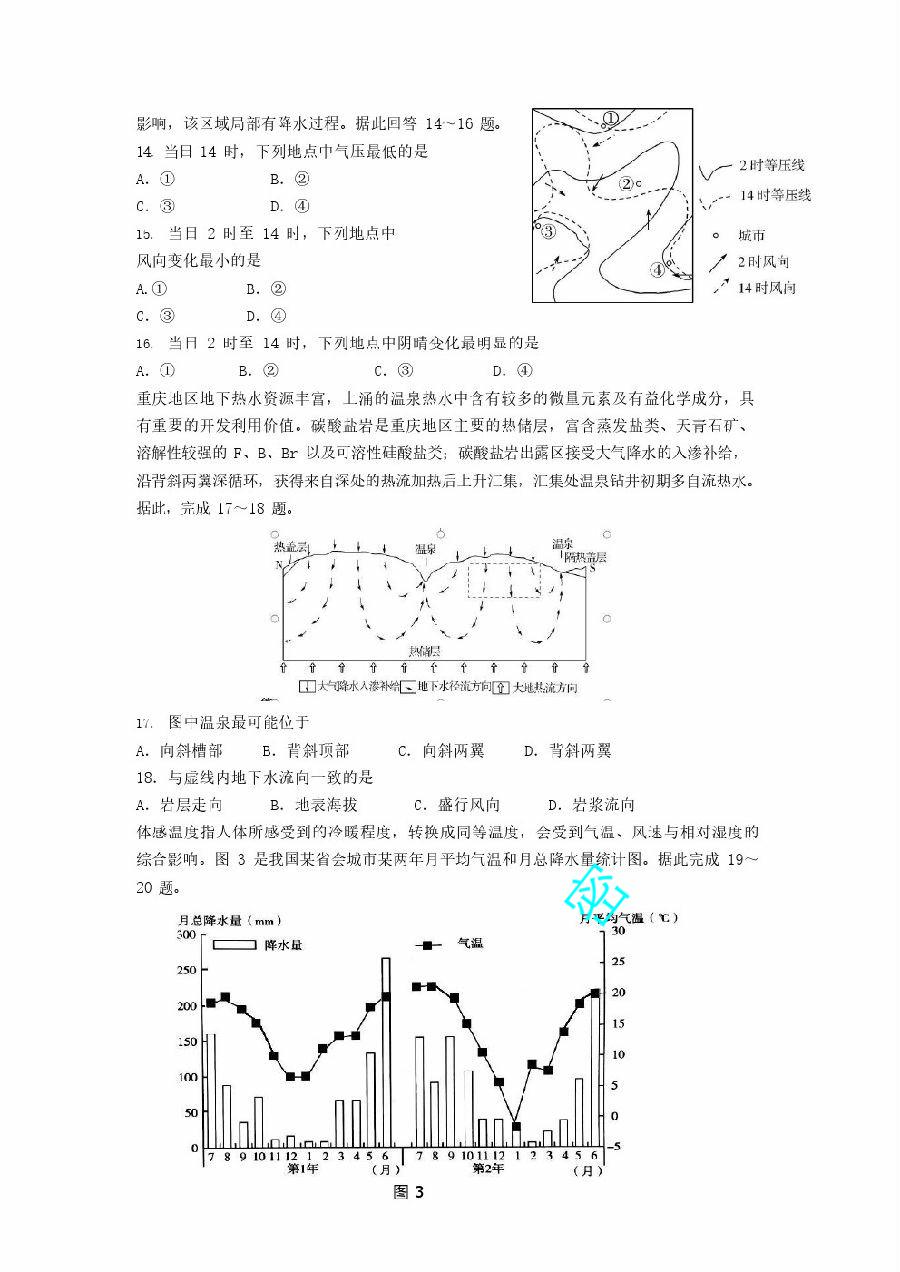 影响，该区域局部有降水过程。据此回答 14～16 题。
14. 当日 14 时，下列地点中气压最低的是
A. ① B. ②
C. ③ D. ④
15. 当日 2 时至 14 时，下列地点中
风向变化最小的是
A.① B. ②
C. ③ D. ④
①
②
③
④
2时等压线
14时等压线
城市
2时风向
14时风向
16. 当日 2 时至 14 时，下列地点中阴晴变化最明显的是
A. ① B. ② C. ③ D. ④
重庆地区地下热水资源丰富，上涌的温泉热水中含有较多的微量元素及有益化学成分，具
有重要的开发利用价值。碳酸盐岩是重庆地区主要的热储层，富含蒸发盐类、天青石矿、
溶解性较强的 F、B、Br 以及可溶性硅酸盐类；碳酸盐岩出露区接受大气降水的入渗补给，
沿背斜两翼深循环，获得来自深处的热流加热后上升汇集，汇集处温泉钻井初期多自流热水。
据此，完成 17～18 题。
热盖层 温泉 温泉
隔热盖层
N S
热储层
大气降水入渗补给 地下水径流方向 大地热流方向
17. 图中温泉最可能位于
A. 向斜槽部 B. 背斜顶部 C. 向斜两翼 D. 背斜两翼
18. 与虚线内地下水流向一致的是
A. 岩层走向 B. 地表海拔 C. 盛行风向 D. 岩浆流向
体感温度指人体所感受到的冷暖程度，转换成同等温度，会受到气温、风速与相对湿度的
综合影响。图 3 是我国某省会城市某两年月平均气温和月总降水量统计图。据此完成 19～
20 题。
密
月总降水量（mm） 月平均气温（℃）
降水量 气温
300
250
200
150
100
50
0
30
25
20
15
10
5
0
-5
7 8 9 10 11 12 1 2 3 4 5 6 7 8 9 10 11 12 1 2 3 4 5 6
第1年 （月） 第2年 （月）
图 3